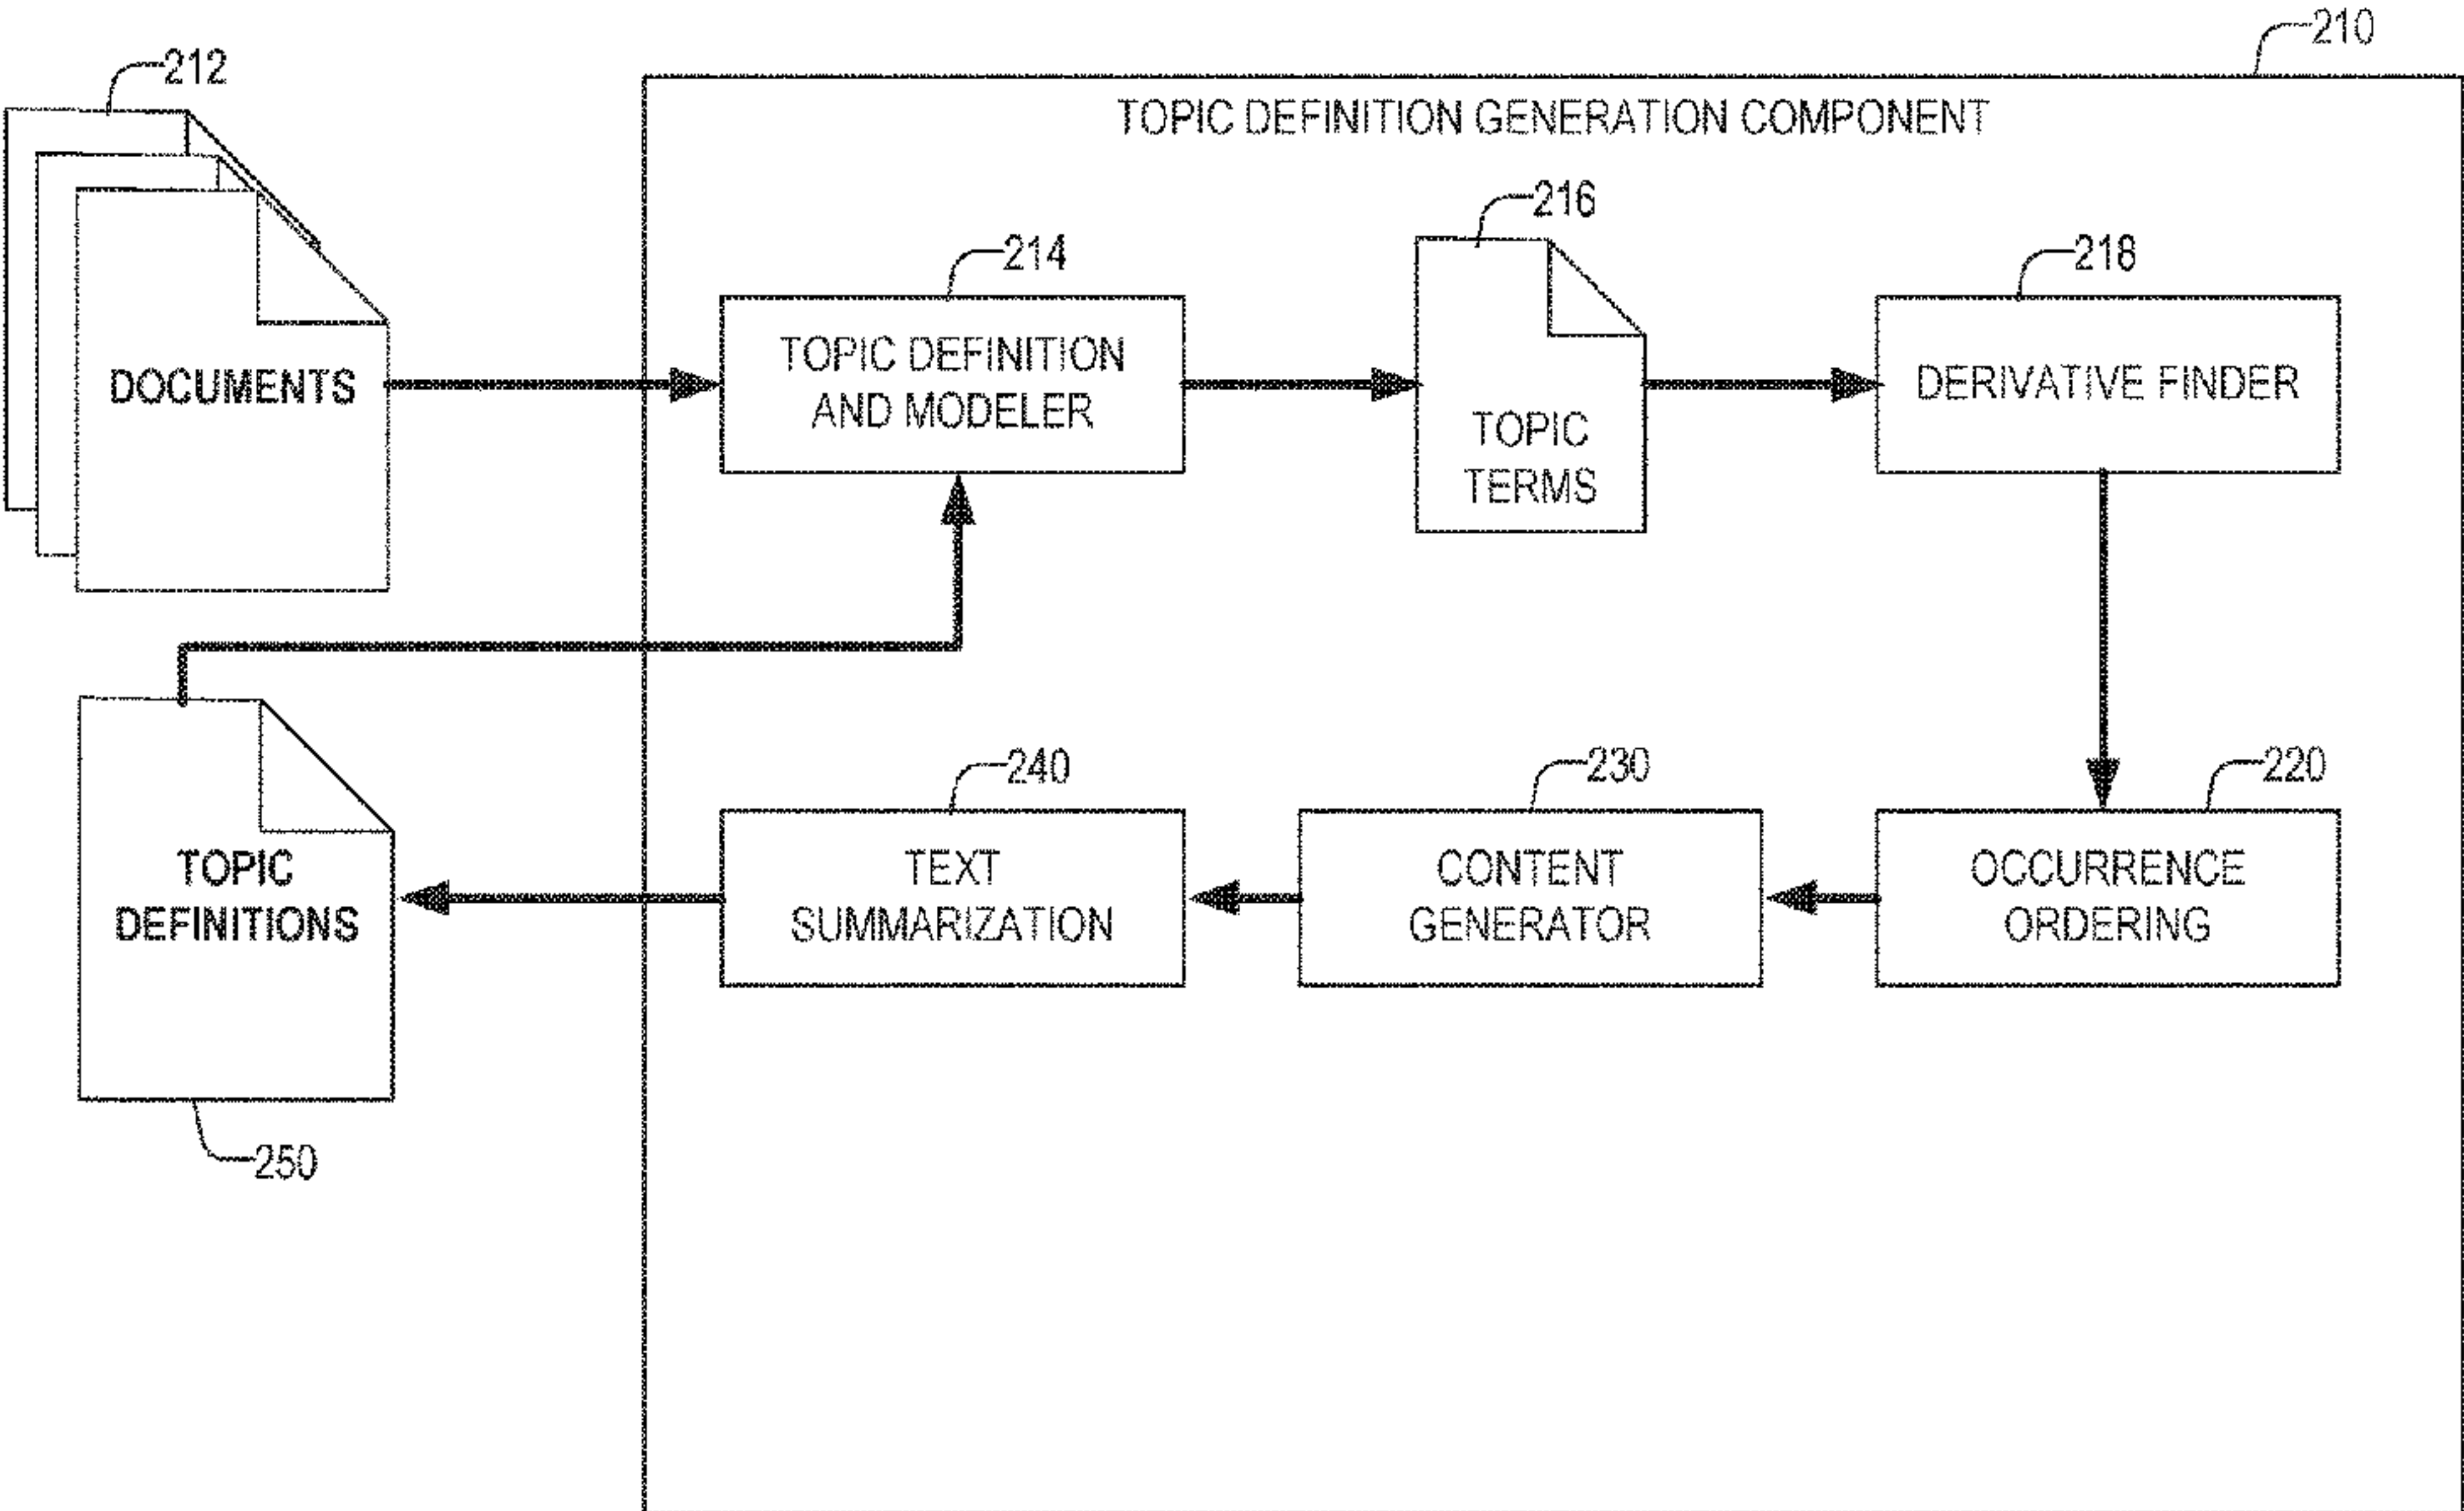 210
212
TOPIC DEFINITION GENERATION COMPONENT
216
214
218
TOPIC DEFINITION
AND MODELER
DOCUMENTS
DERIVATIVE FINDER
TOPIC
TERMS
240
230
220
TOPIC
DEFINITIONS
TEXT
SUMMARIZATION
CONTENT
GENERATOR
OCCURRENCE
ORDERING
250